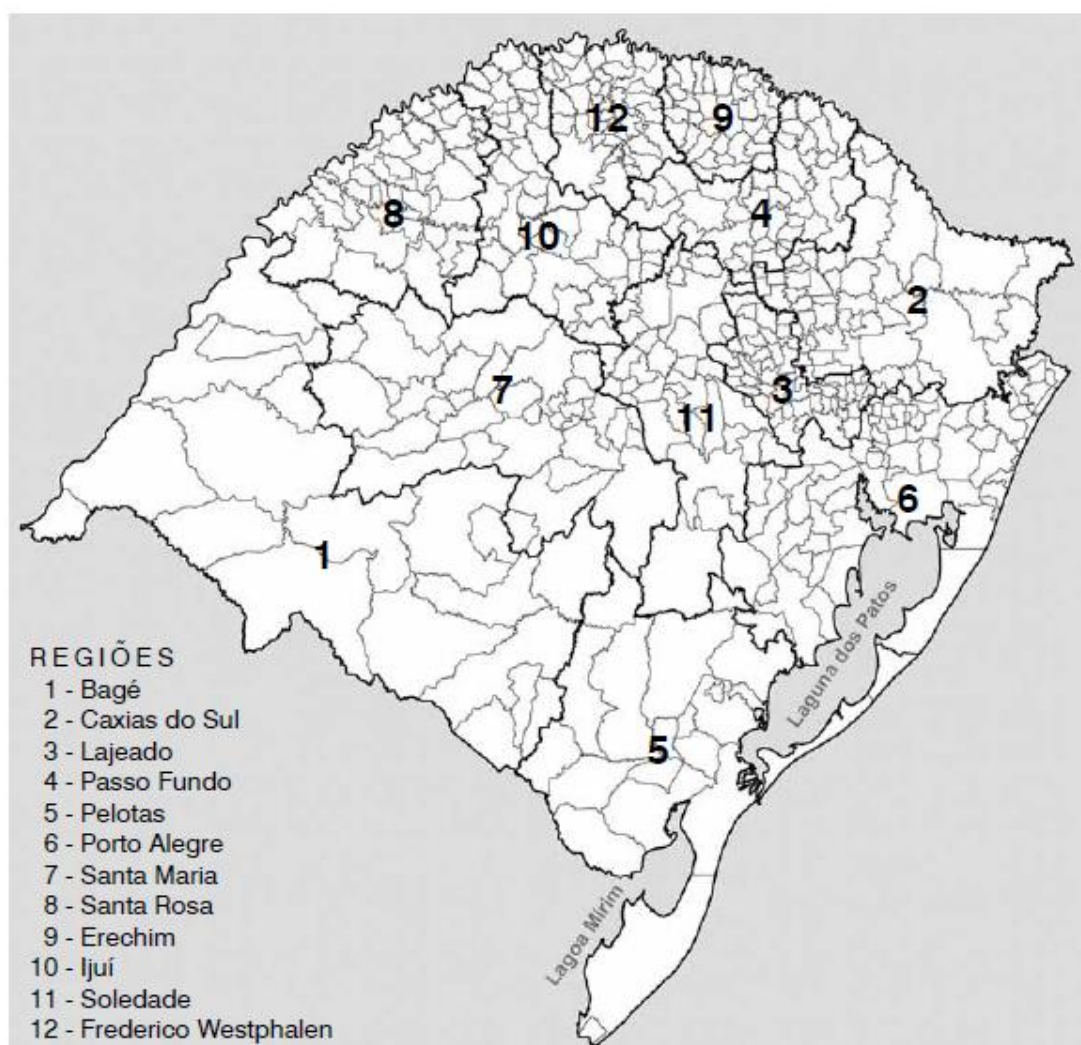 12
9
8
4
10
2
7
3
11
6
1
Laguna dos Patos
5
Lagoa Mirim
REGIÕES
1 - Bagé
2 - Caxias do Sul
3 - Lajeado
4 - Passo Fundo
5 - Pelotas
6 - Porto Alegre
7 - Santa Maria
8 - Santa Rosa
9 - Erechim
10 - Ijuí
11 - Soledade
12 - Frederico Westphalen